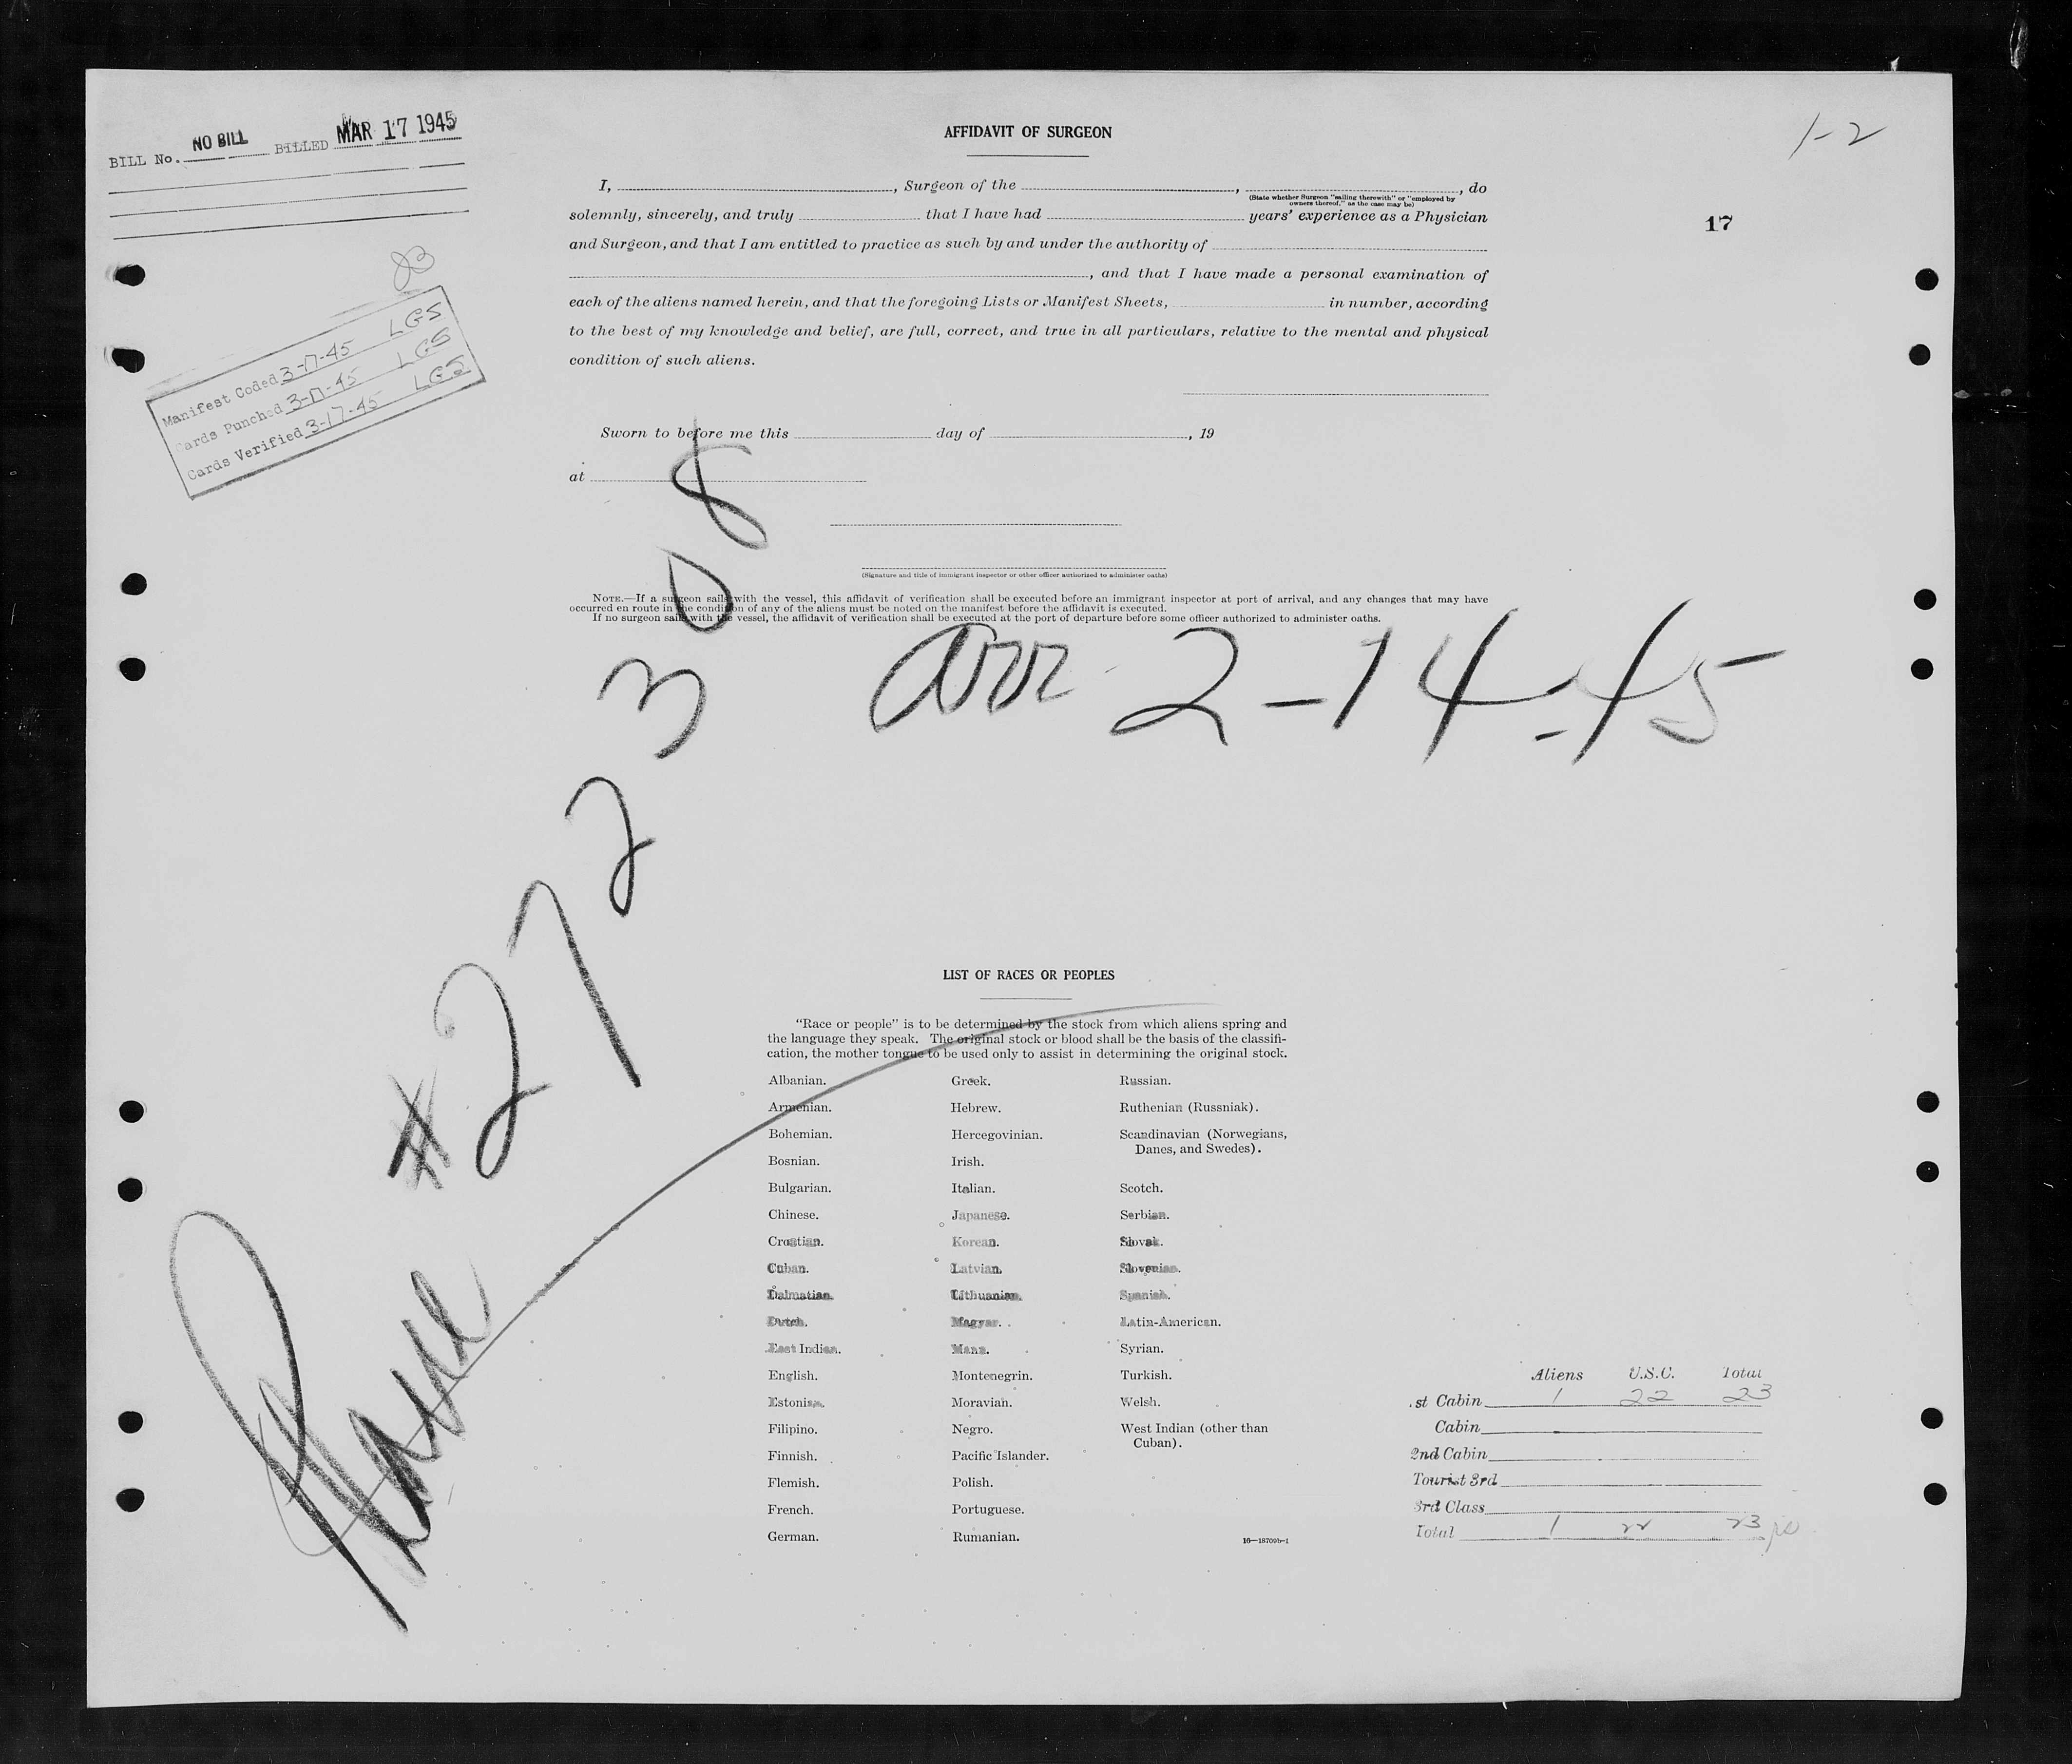 BILL No. NO BILL BILLED MAR 17 1945
1-2
17
Manifest Coded 3-17-45 LGS
Cards Punched 3-17-45 LGS
Cards Verified 3-17-45 LGS
AFFIDAVIT OF SURGEON
I, , Surgeon of the , , do
(State whether Surgeon "sailing therewith" or "employed by
owners thereof," as the case may be)
solemnly, sincerely, and truly that I have had years' experience as a Physician
and Surgeon, and that I am entitled to practice as such by and under the authority of
, and that I have made a personal examination of
each of the aliens named herein, and that the foregoing Lists or Manifest Sheets, in number, according
to the best of my knowledge and belief, are full, correct, and true in all particulars, relative to the mental and physical
condition of such aliens.
Sworn to before me this day of , 19
at
(Signature and title of immigrant inspector or other officer authorized to administer oaths)
NOTE.—If a surgeon sails with the vessel, this affidavit of verification shall be executed before an immigrant inspector at port of arrival, and any changes that may have
occurred en route in the condition of any of the aliens must be noted on the manifest before the affidavit is executed.
If no surgeon sails with the vessel, the affidavit of verification shall be executed at the port of departure before some officer authorized to administer oaths.
arr 2-14-45
Plane #272308
LIST OF RACES OR PEOPLES
"Race or people" is to be determined by the stock from which aliens spring and
the language they speak. The original stock or blood shall be the basis of the classifi-
cation, the mother tongue to be used only to assist in determining the original stock.
Albanian.
Armenian.
Bohemian.
Bosnian.
Bulgarian.
Chinese.
Croatian.
Cuban.
Dalmatian.
Dutch.
East Indian.
English.
Estonian.
Filipino.
Finnish.
Flemish.
French.
German.
Greek.
Hebrew.
Hercegovinian.
Irish.
Italian.
Japanese.
Korean.
Latvian.
Lithuanian.
Magyar.
Manx.
Montenegrin.
Moravian.
Negro.
Pacific Islander.
Polish.
Portuguese.
Rumanian.
Russian.
Ruthenian (Russniak).
Scandinavian (Norwegians,
Danes, and Swedes).
Scotch.
Serbian.
Slovak.
Slovenian.
Spanish.
Latin-American.
Syrian.
Turkish.
Welsh.
West Indian (other than
Cuban).
16—18709b-1
Aliens U.S.C. Total
st Cabin 1 22 23
Cabin
2nd Cabin
Tourist 3rd
3rd Class
Total 1 22 23